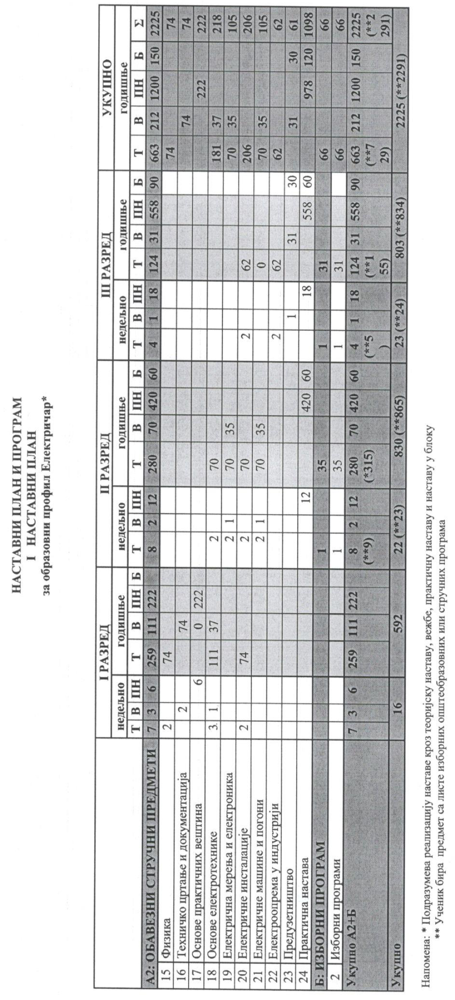 НАСТАВНИ ПЛАН И ПРОГРАМ
I НАСТАВНИ ПЛАН
за образовни профил Електричар*
I РАЗРЕД II РАЗРЕД III РАЗРЕД УКУПНО
недељно годишње недељно годишње недељно годишње годишње
Т В ПН Т В ПН Б Т В ПН Т В ПН Б Т В ПН Т В ПН Б Т В ПН Б Σ
А2: ОБАВЕЗНИ СТРУЧНИ ПРЕДМЕТИ 7 3 6 259 111 222 8 2 12 280 70 420 60 4 1 18 124 31 558 90 663 212 1200 150 2225
15 Физика 2 74 74 74
16 Техничко цртање и документација 2 74 74 74
17 Основе практичних вештина 6 0 222 222 222
18 Основе електротехнике 3 1 111 37 2 70 181 37 218
19 Електрична мерења и електроника 2 1 70 35 70 35 105
20 Електричне инсталације 2 74 2 70 2 62 206 206
21 Електричне машине и погони 2 1 70 35 0 70 35 105
22 Електроопрема у индустрији 2 62 62 62
23 Предузетништво 1 31 30 31 30 61
24 Практична настава 12 420 60 18 558 60 978 120 1098
Б: ИЗБОРНИ ПРОГРАМ 1 35 1 31 66 66
2 Изборни програми 1 35 1 31 66 66
Укупно А2+Б 7 3 6 259 111 222 8 2 12 280 70 420 60 4 1 18 124 31 558 90 663 212 1200 150 2225
(**9) (*315) (**5 (**1 (**7 (**2
) 55) 29) 291)
Укупно 16 592 22 (**23) 830 (**865) 23 (**24) 803 (**834) 2225 (**2291)
Напомена: * Подразумева реализацију наставе кроз теоријску наставу, вежбе, практичну наставу и наставу у блоку
** Ученик бира предмет са листе изборних општеобразовних или стручних програма